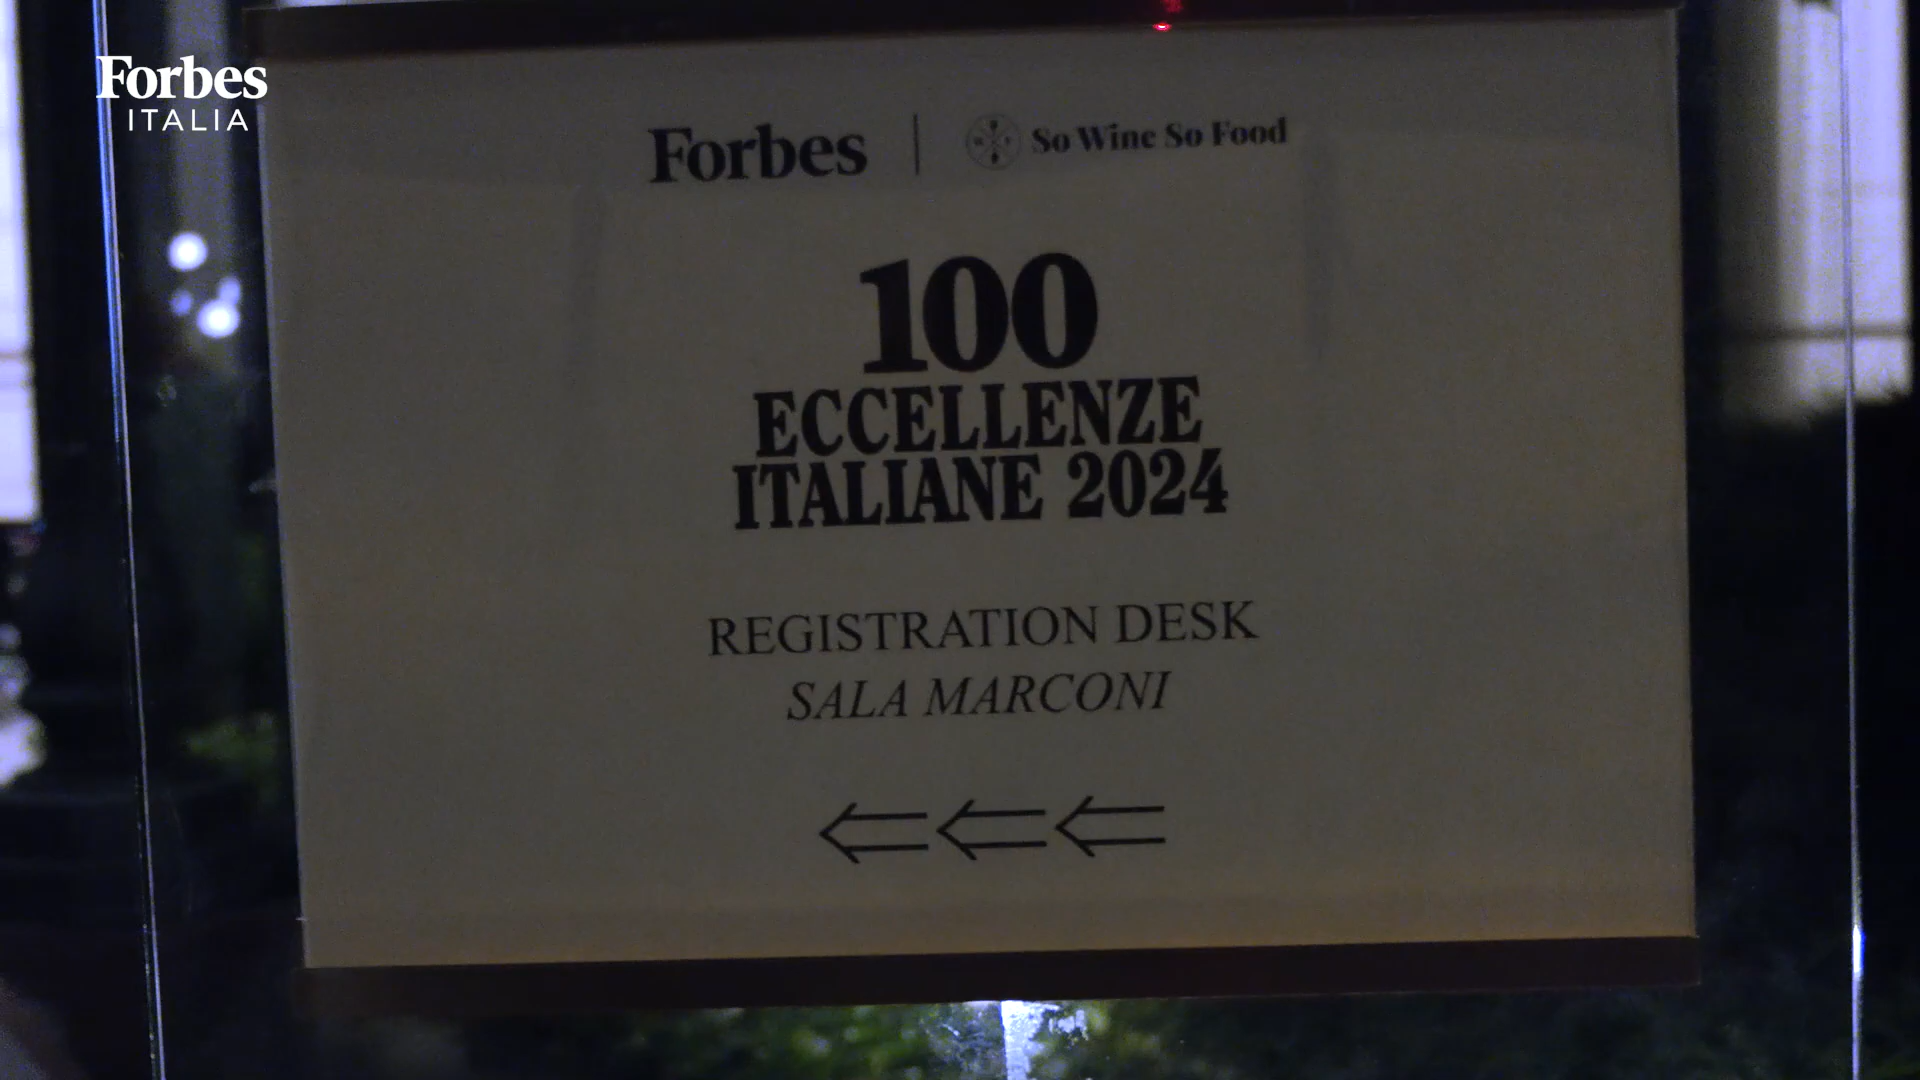 Forbes
ITALIA
Forbes | So Wine So Food
100
ECCELLENZE
ITALIANE 2024
REGISTRATION DESK
SALA MARCONI
⇐⇐⇐